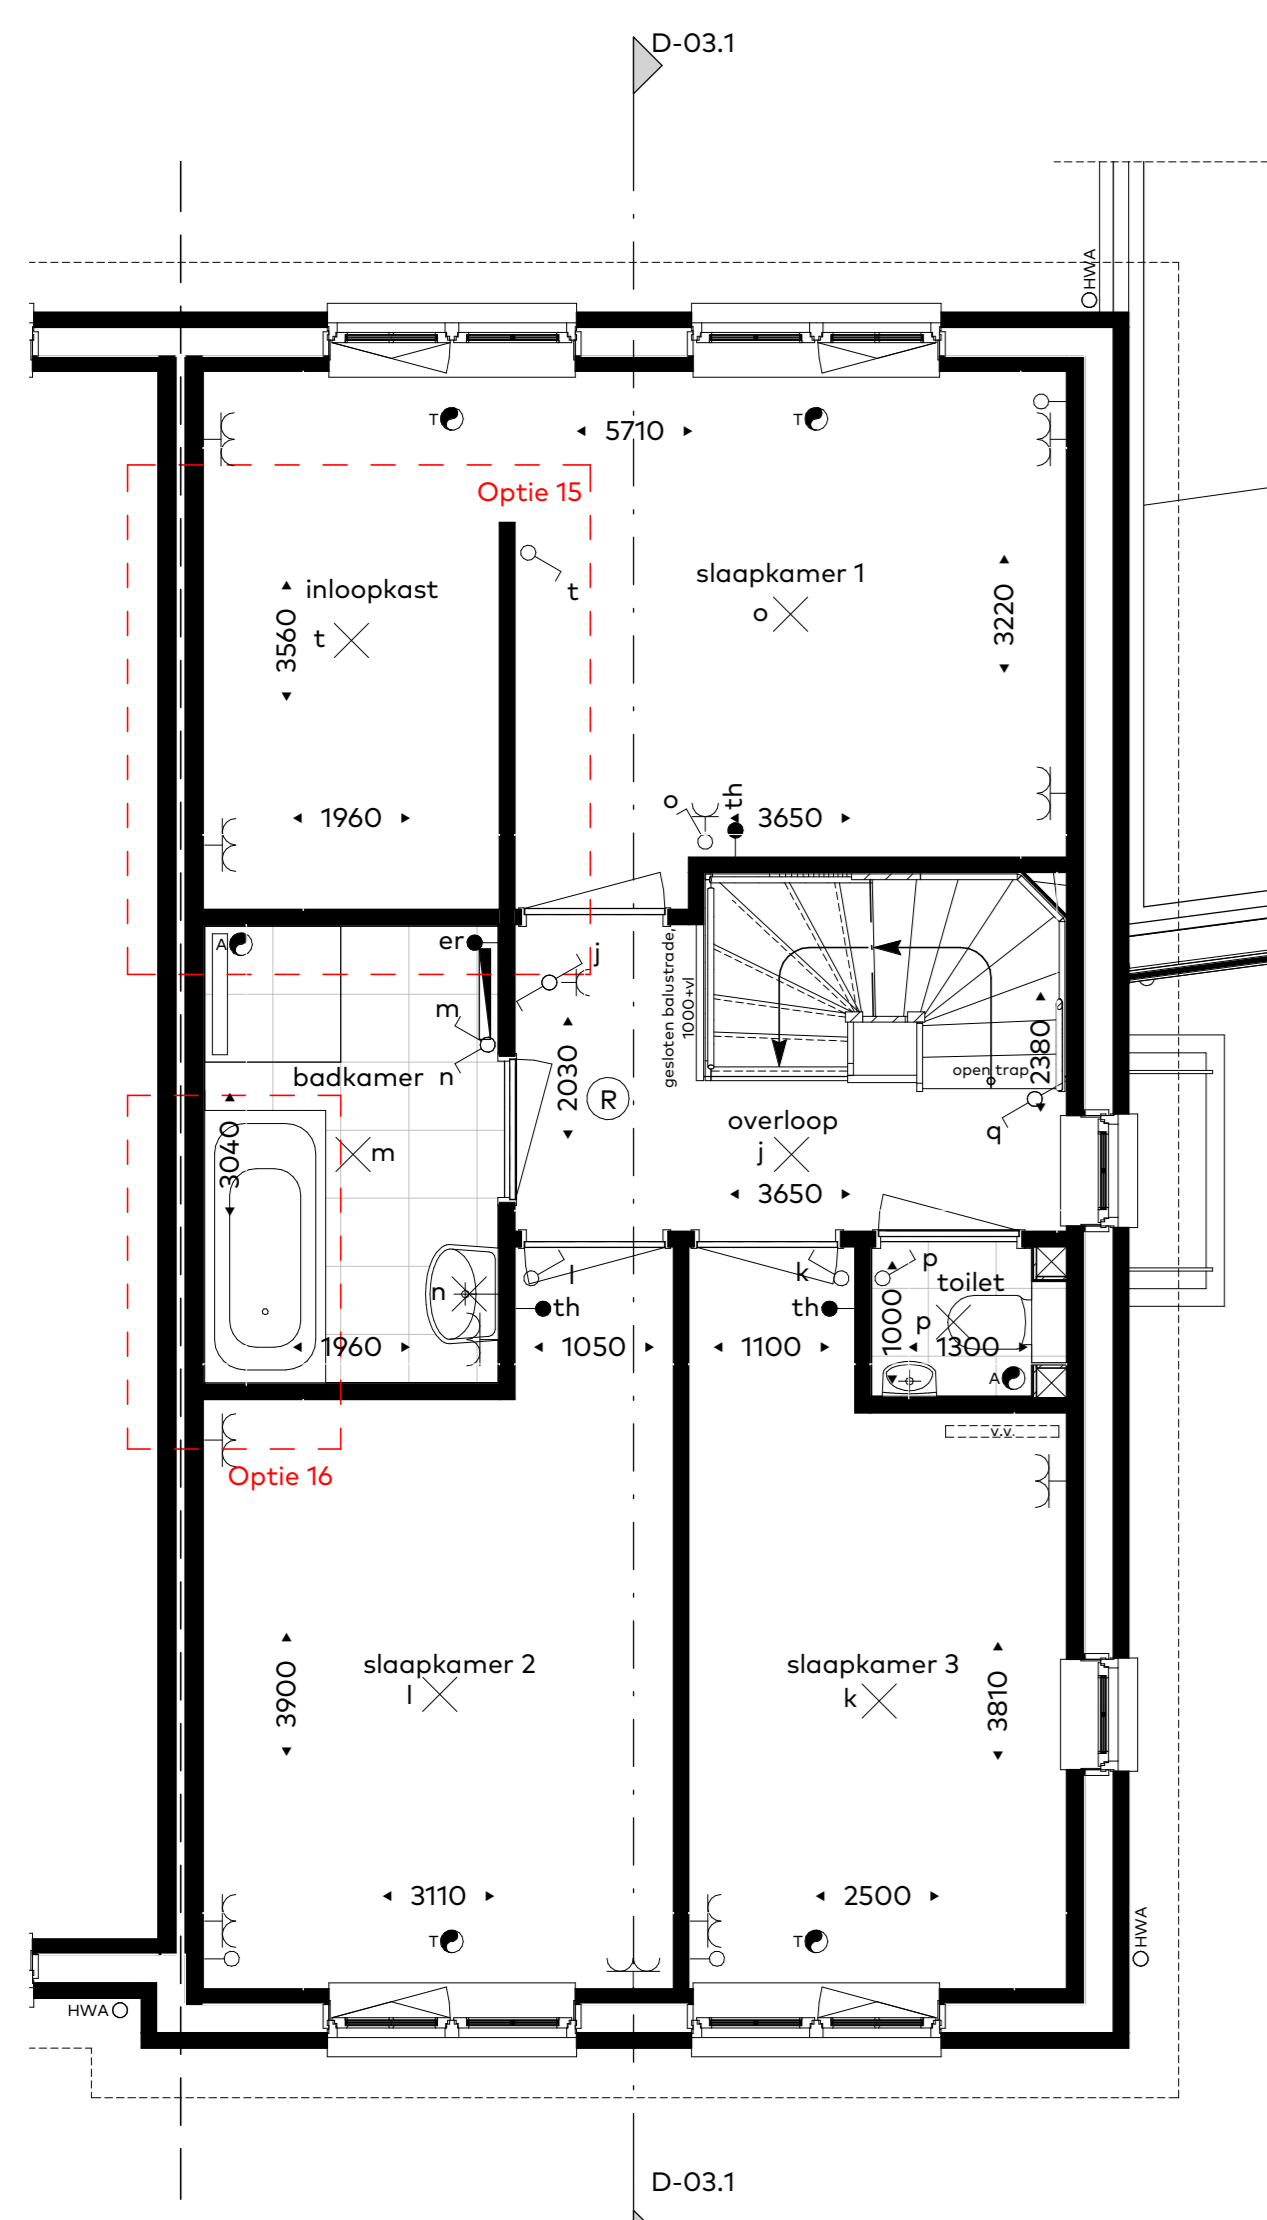 D-03.1
HWA
T
T
5710
Optie 15
slaapkamer 1
inloopkast
t
o
t
3560
3220
o
th
1960
3650
A
er
j
gesloten balustrade,
1000+vl
m
n
badkamer
2030
R
open trap
2380
q
overloop
j
3040
m
3650
l
k
p
toilet
n
th
th
p
1000
1960
1050
1100
1300
A
v.v.
Optie 16
slaapkamer 2
slaapkamer 3
l
k
3900
3810
3110
2500
T
T
HWA
HWA
D-03.1